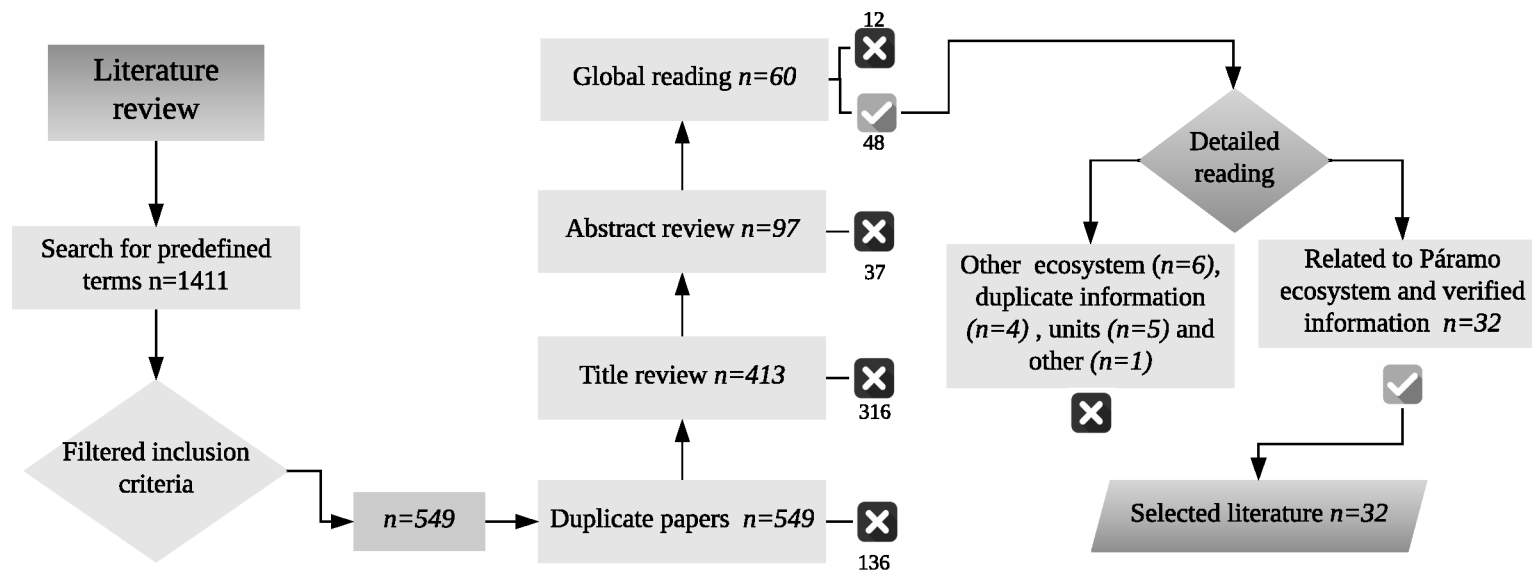 Literature
review
Search for predefined
terms n=1411
Filtered inclusion
criteria
n=549
Duplicate papers n=549
136
Title review n=413
316
Abstract review n=97
37
Global reading n=60
12
48
Detailed
reading
Other ecosystem (n=6),
duplicate information
(n=4) , units (n=5) and
other (n=1)
Related to Páramo
ecosystem and verified
information n=32
Selected literature n=32